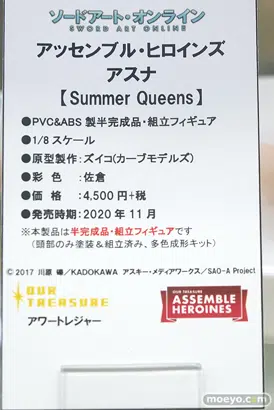 ソードアート・オンライン
SWORD ART ONLINE
アッセンブル・ヒロインズ
アスナ
【Summer Queens】
●PVC&ABS 製半完成品・組立フィギュア
●1/8スケール
●原型製作：ズイコ(カーブモデルズ)
●彩　色　：佐倉
●価　格　：4,500円+税
●発売時期：2020年11月
※本製品は半完成品・組立フィギュアです
（頭部のみ塗装&組立済み、多色成形キット）
© 2017 川原 礫／KADOKAWA アスキー・メディアワークス／SAO-A Project
OUR TREASURE
アワートレジャー
OUR TREASURE
ASSEMBLE HEROINES
moeyo.com